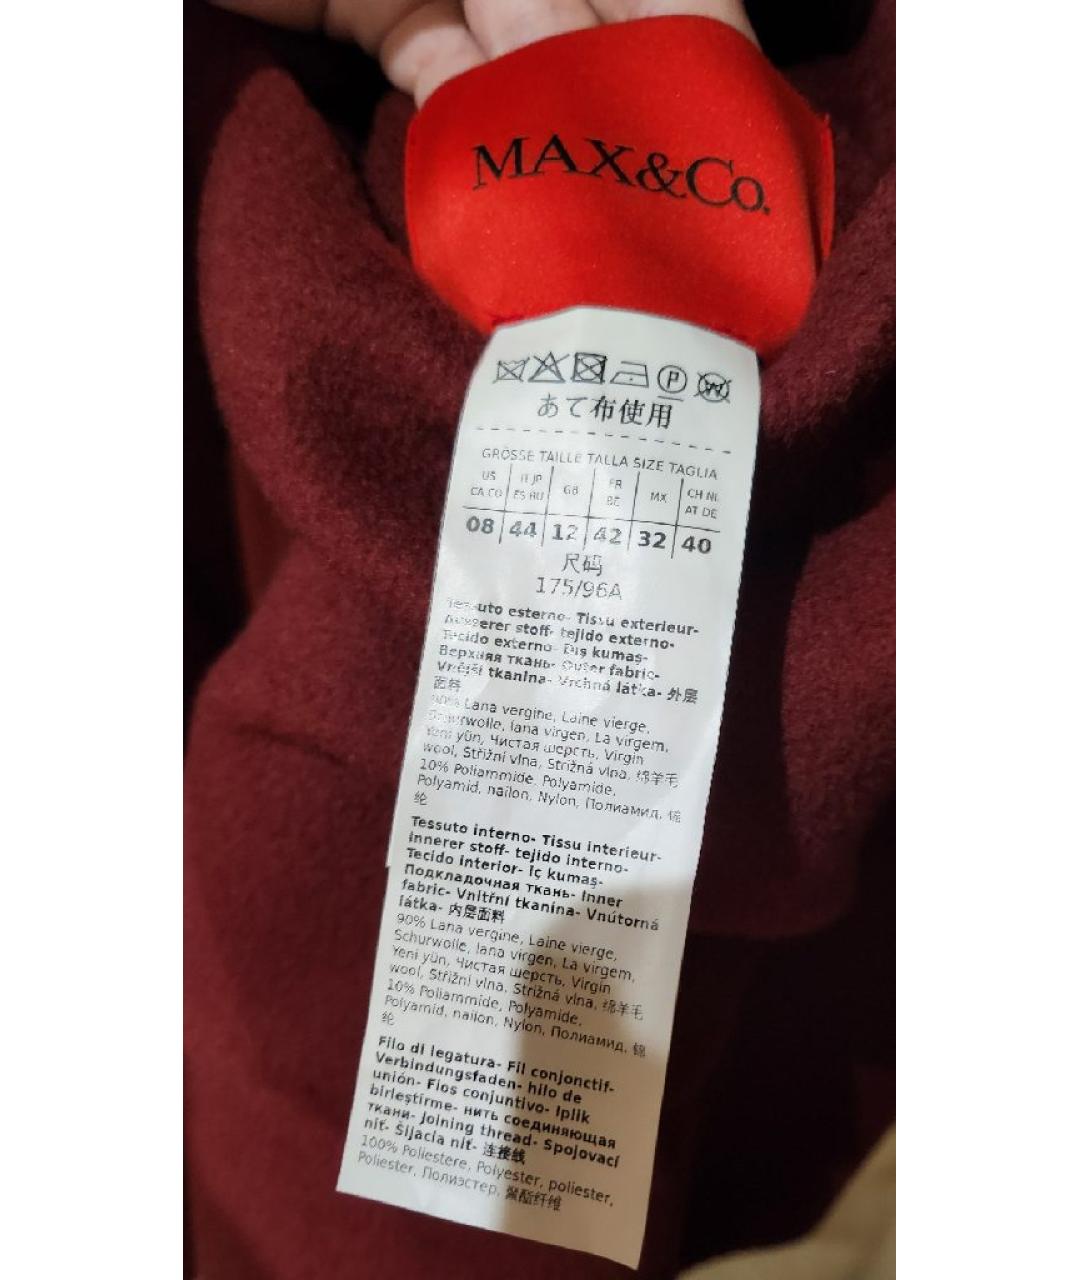 MAX&Co.
あて布使用
GRÖSSE TAILLE TALLA SIZE TAGLIA
US CA CO IT JP ES RU GB FR BE MX CH NL AT DE
08 44 12 42 32 40
尺码
175/96A
Tessuto esterno- Tissu exterieur-
Äusserer stoff- tejido externo-
Tecido externo- Dış kumaş-
Верхняя ткань- Outer fabric-
Vnější tkanina- Vrchná látka- 外层
面料
90% Lana vergine, Laine vierge,
Schurwolle, lana virgen, La virgem,
Yeni yün, Чистая шерсть, Virgin
wool, Střižní vlna, Strižná vlna, 绵羊毛
10% Poliammide, Polyamide,
Polyamid, nailon, Nylon, Полиамид, 锦
纶
Tessuto interno- Tissu interieur-
Innerer stoff- tejido interno-
Tecido interior- İç kumaş-
Подкладочная ткань- Inner
fabric- Vnitřní tkanina- Vnútorná
látka- 内层面料
90% Lana vergine, Laine vierge,
Schurwolle, lana virgen, La virgem,
Yeni yün, Чистая шерсть, Virgin
wool, Střižní vlna, Strižná vlna, 绵羊毛
10% Poliammide, Polyamide,
Polyamid, nailon, Nylon, Полиамид, 锦
纶
Filo di legatura- Fil conjonctif-
Verbindungsfaden- hilo de
unión- Fios conjuntivo- Iplik
birleştirme- нить соединяющая
ткани- Joining thread- Spojovací
niť- Šijacia niť- 连接线
100% Poliestere, Polyester, poliester,
Poliester, Полиэстер, 聚酯纤维